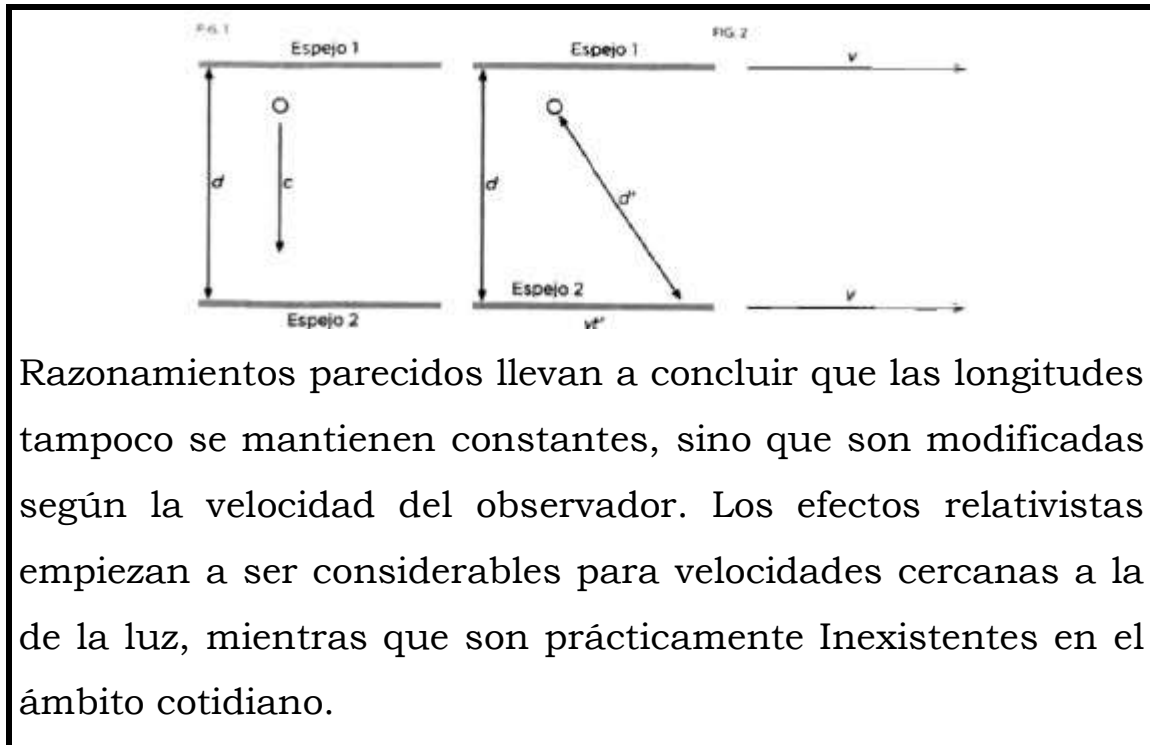 FIG. 1
Espejo 1
d
c
Espejo 2
Espejo 1
d
d'
Espejo 2
vt'
FIG. 2
v
v
Razonamientos parecidos llevan a concluir que las longitudes
tampoco se mantienen constantes, sino que son modificadas
según la velocidad del observador. Los efectos relativistas
empiezan a ser considerables para velocidades cercanas a la
de la luz, mientras que son prácticamente Inexistentes en el
ámbito cotidiano.